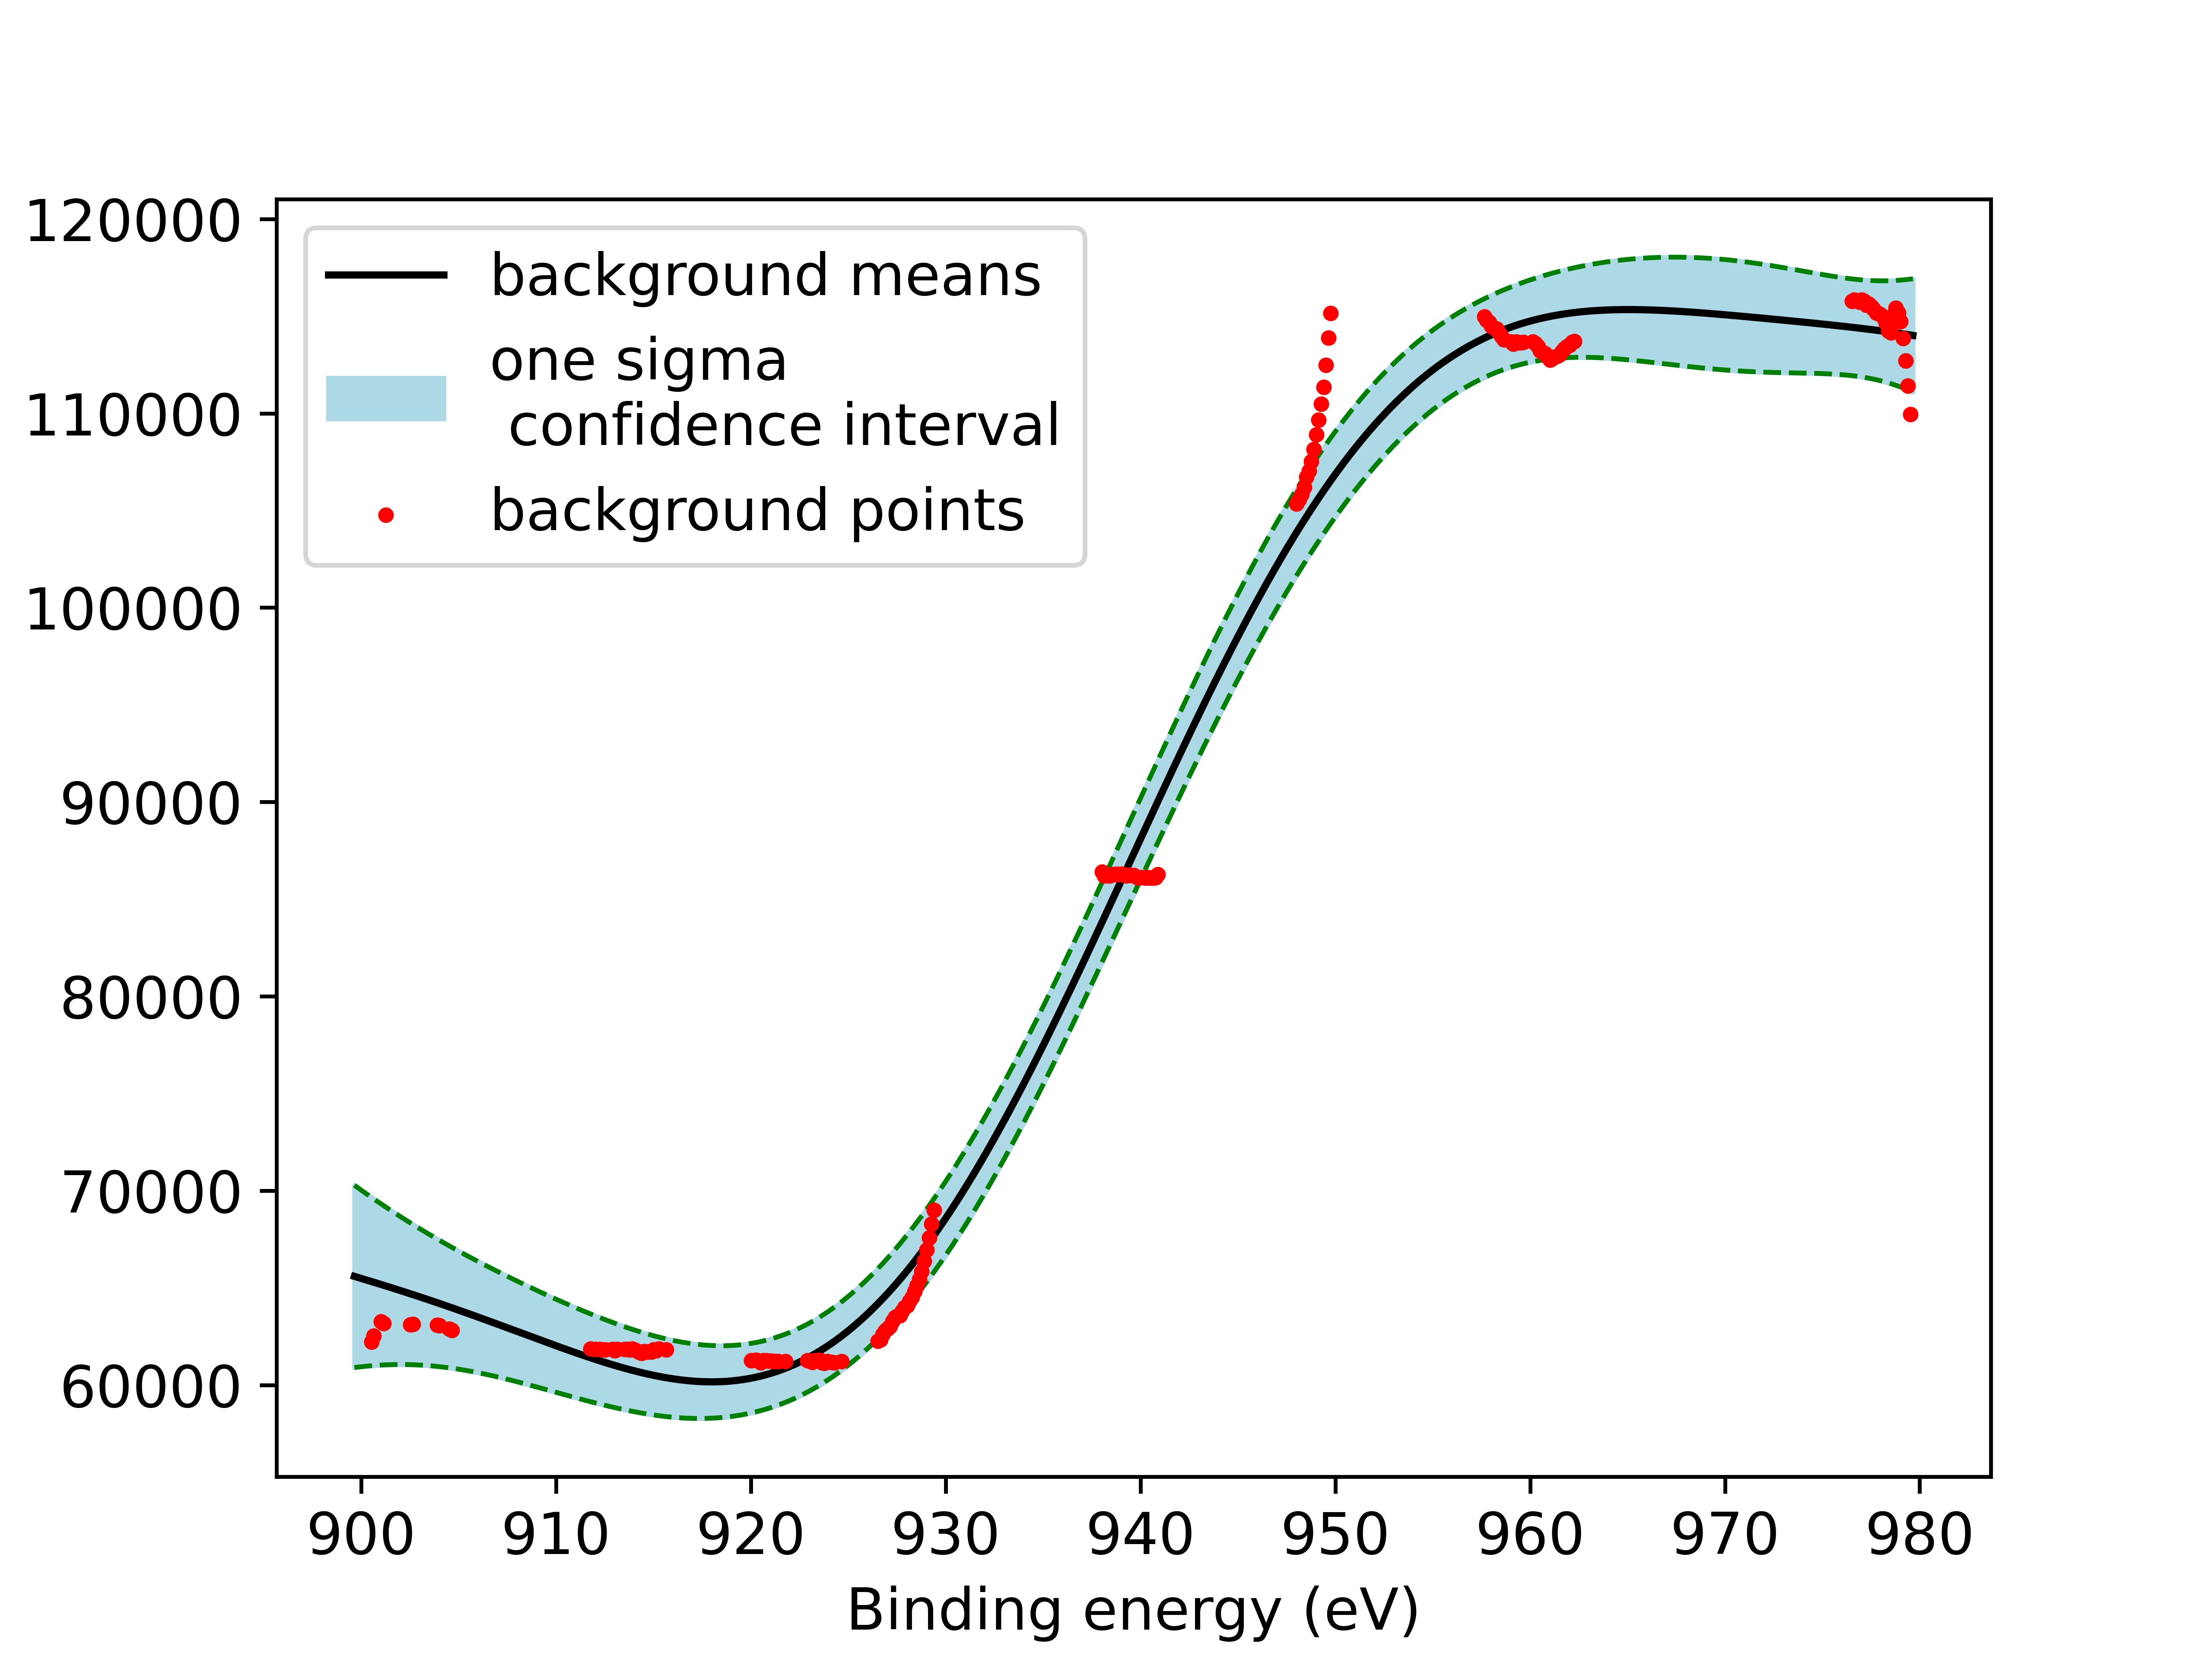 120000
110000
100000
90000
80000
70000
60000
background means
one sigma
confidence interval
background points
900 910 920 930 940 950 960 970 980
Binding energy (eV)